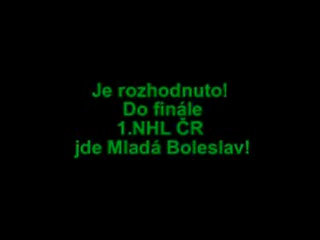 Je rozhodnuto!
Do finále
1.NHL ČR
jde Mladá Boleslav!